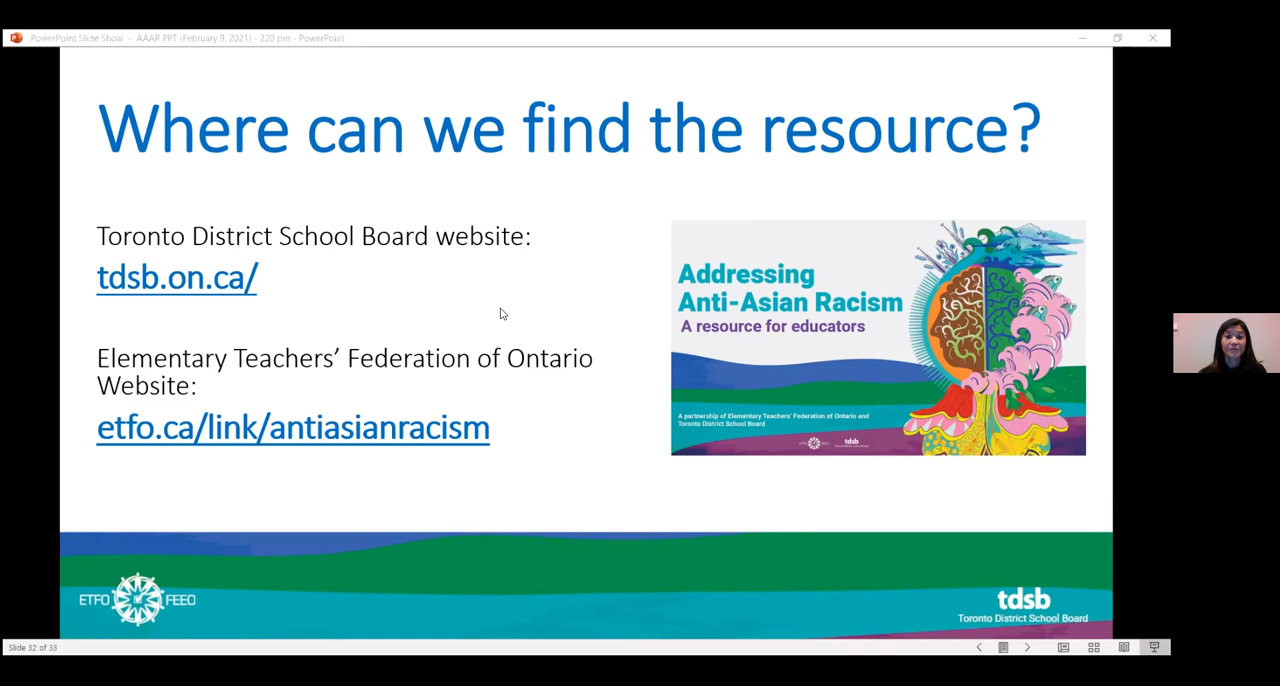 PowerPoint Slide Show - AAAR PPT (February 9, 2021) - 220 pm - PowerPoint
Where can we find the resource?
Toronto District School Board website:
tdsb.on.ca/
Elementary Teachers’ Federation of Ontario
Website:
etfo.ca/link/antiasianracism
Addressing
Anti-Asian Racism
A resource for educators
A partnership of Elementary Teachers' Federation of Ontario and
Toronto District School Board
ETFO FEEO
tdsb
ETFO FEEO
tdsb
Toronto District School Board
Slide 32 of 33